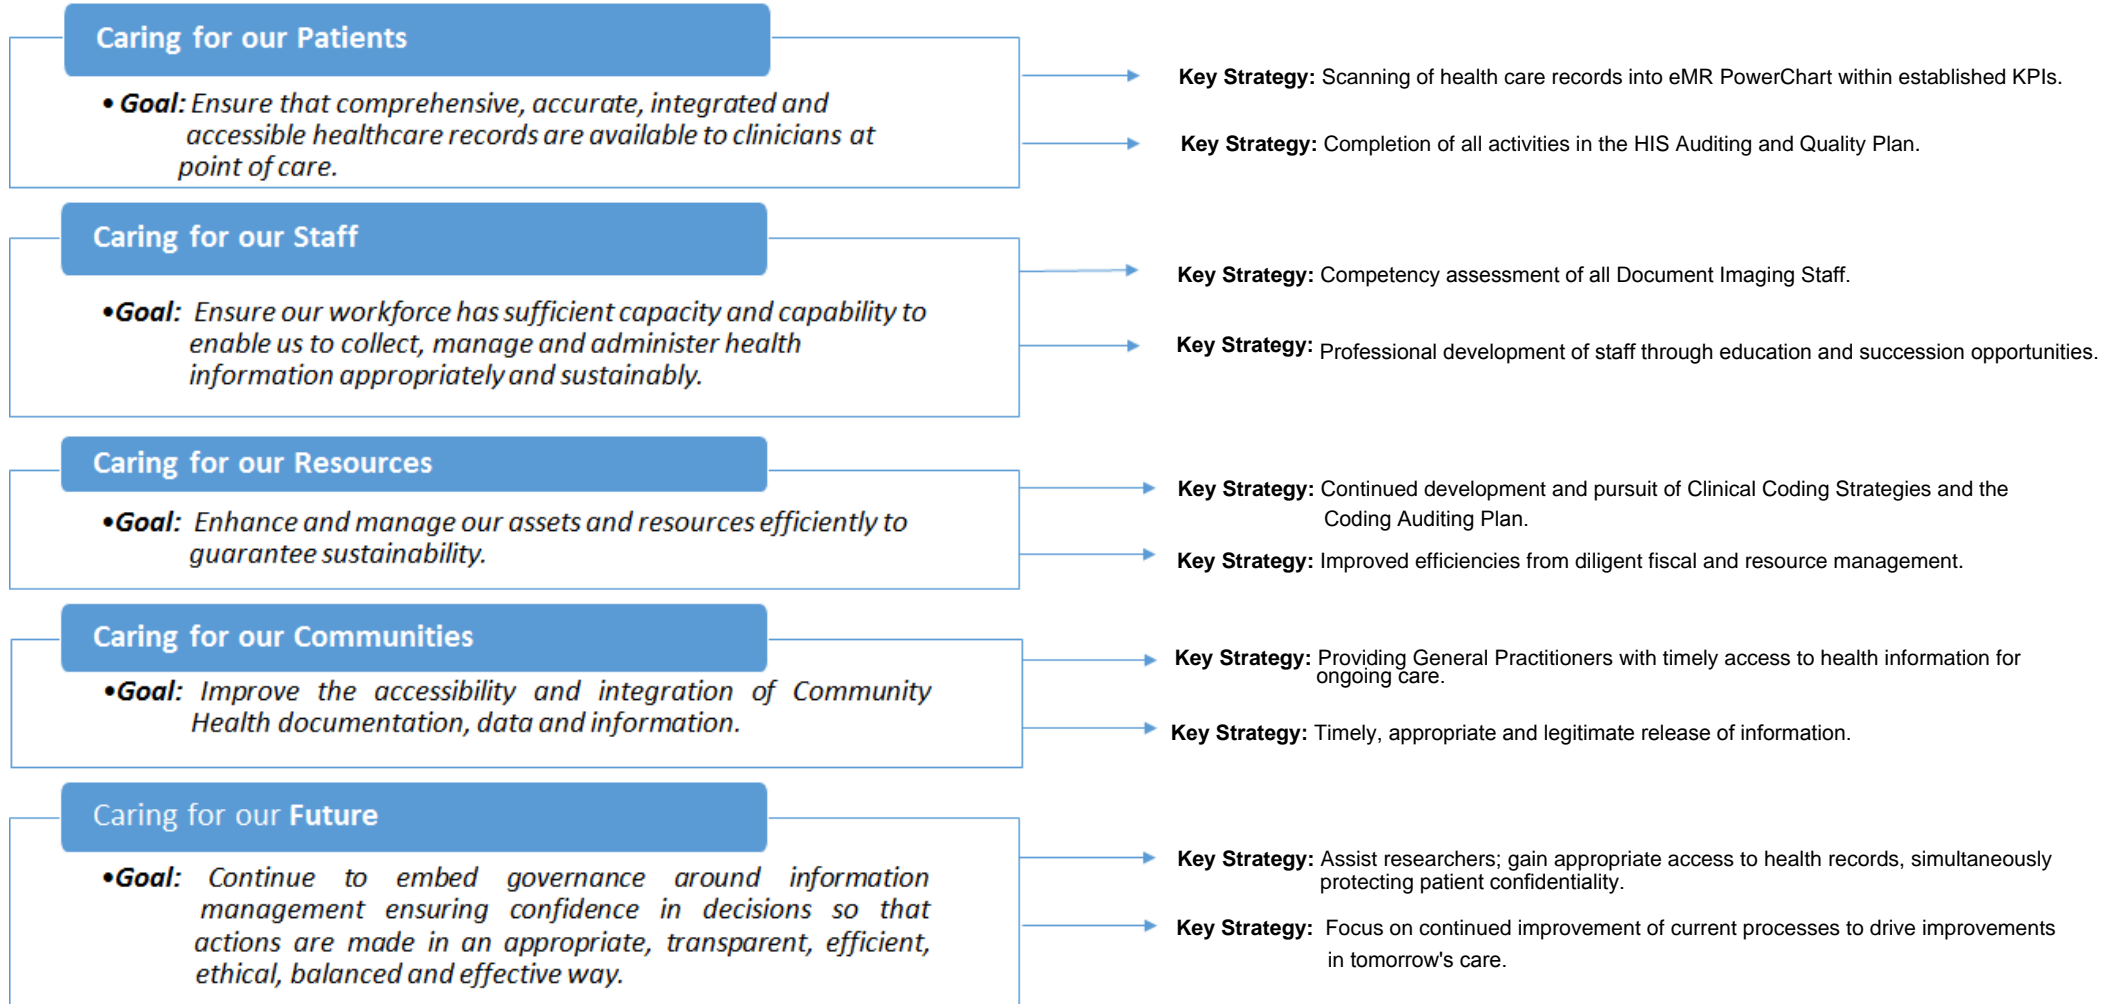 Caring for our Patients
• Goal: Ensure that comprehensive, accurate, integrated and
accessible healthcare records are available to clinicians at
point of care.
Key Strategy: Scanning of health care records into eMR PowerChart within established KPIs.
Key Strategy: Completion of all activities in the HIS Auditing and Quality Plan.
Caring for our Staff
•Goal: Ensure our workforce has sufficient capacity and capability to
enable us to collect, manage and administer health
information appropriately and sustainably.
Key Strategy: Competency assessment of all Document Imaging Staff.
Key Strategy: Professional development of staff through education and succession opportunities.
Caring for our Resources
•Goal: Enhance and manage our assets and resources efficiently to
guarantee sustainability.
Key Strategy: Continued development and pursuit of Clinical Coding Strategies and the
Coding Auditing Plan.
Key Strategy: Improved efficiencies from diligent fiscal and resource management.
Caring for our Communities
•Goal: Improve the accessibility and integration of Community
Health documentation, data and information.
Key Strategy: Providing General Practitioners with timely access to health information for
ongoing care.
Key Strategy: Timely, appropriate and legitimate release of information.
Caring for our Future
•Goal: Continue to embed governance around information
management ensuring confidence in decisions so that
actions are made in an appropriate, transparent, efficient,
ethical, balanced and effective way.
Key Strategy: Assist researchers; gain appropriate access to health records, simultaneously
protecting patient confidentiality.
Key Strategy: Focus on continued improvement of current processes to drive improvements
in tomorrow's care.